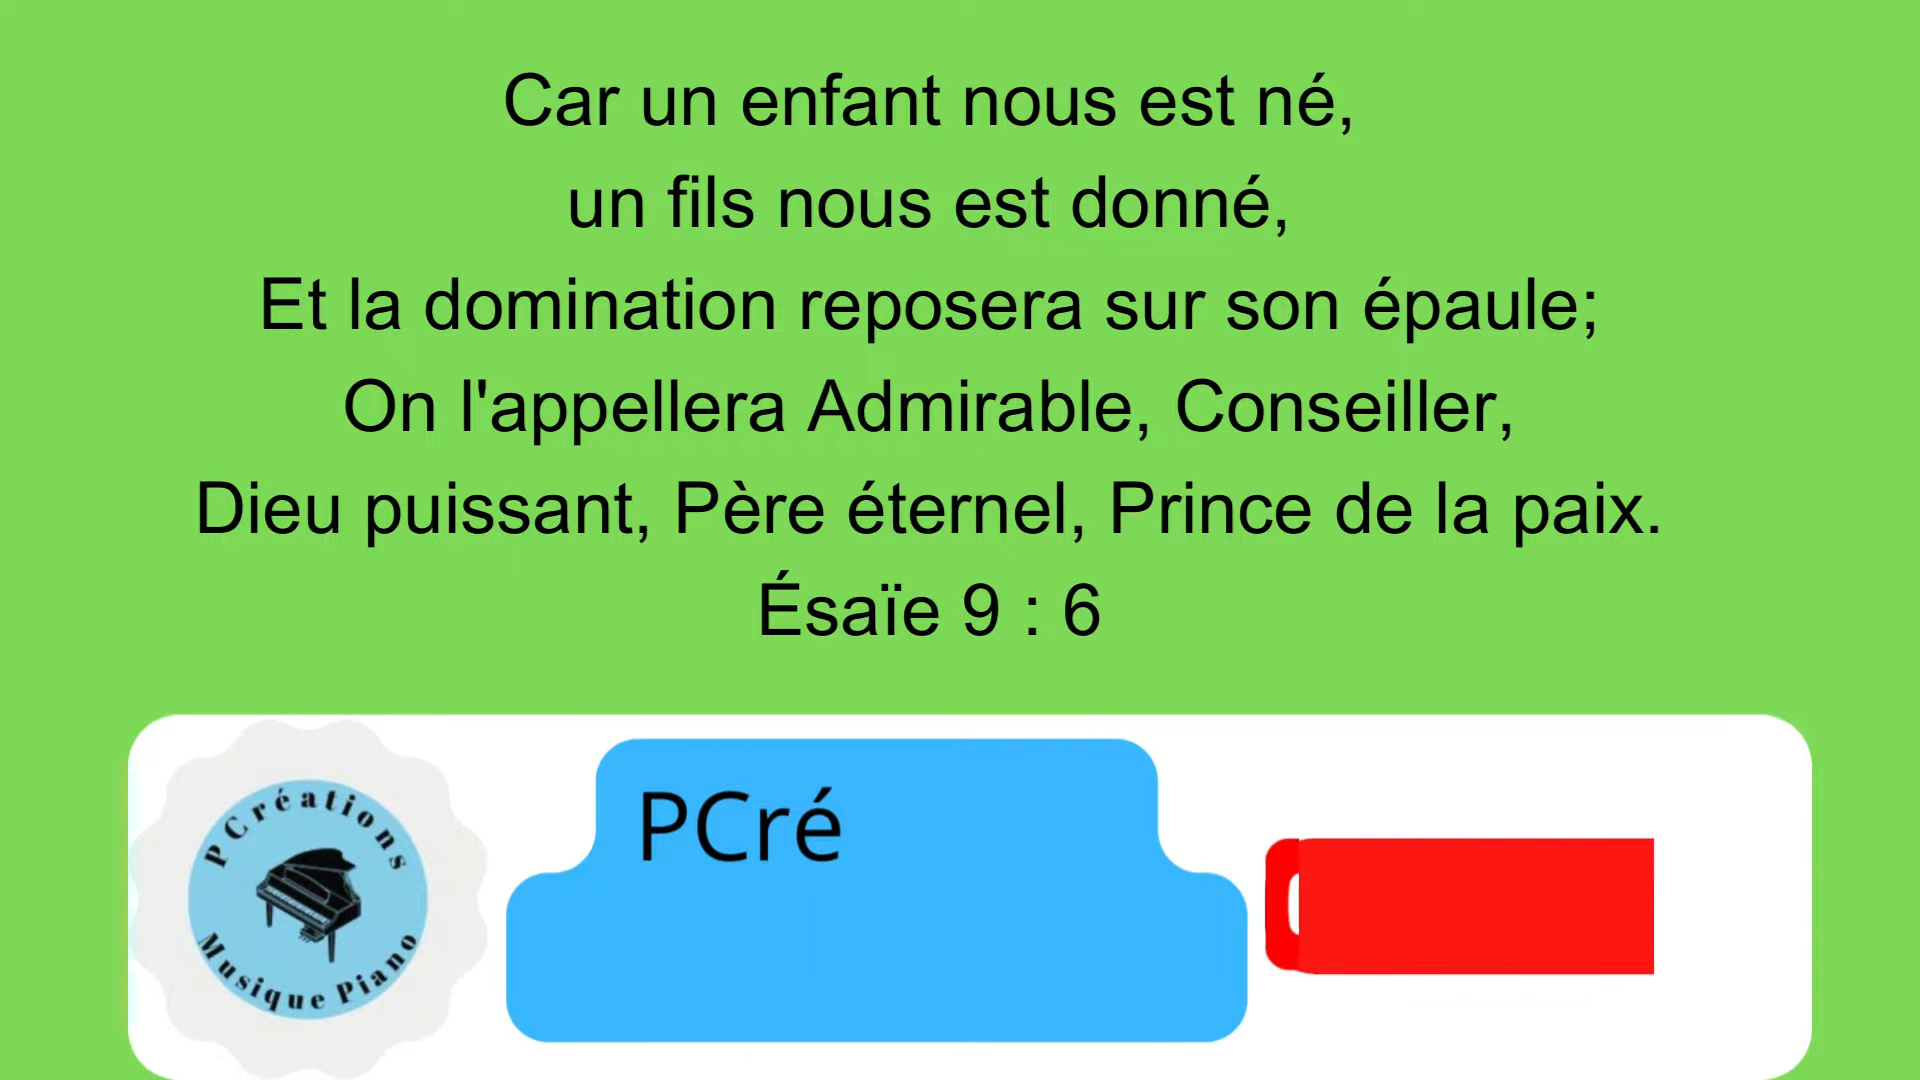 Car un enfant nous est né,
un fils nous est donné,
Et la domination reposera sur son épaule;
On l'appellera Admirable, Conseiller,
Dieu puissant, Père éternel, Prince de la paix.
Ésaïe 9 : 6
PCréations
Musique Piano
PCré